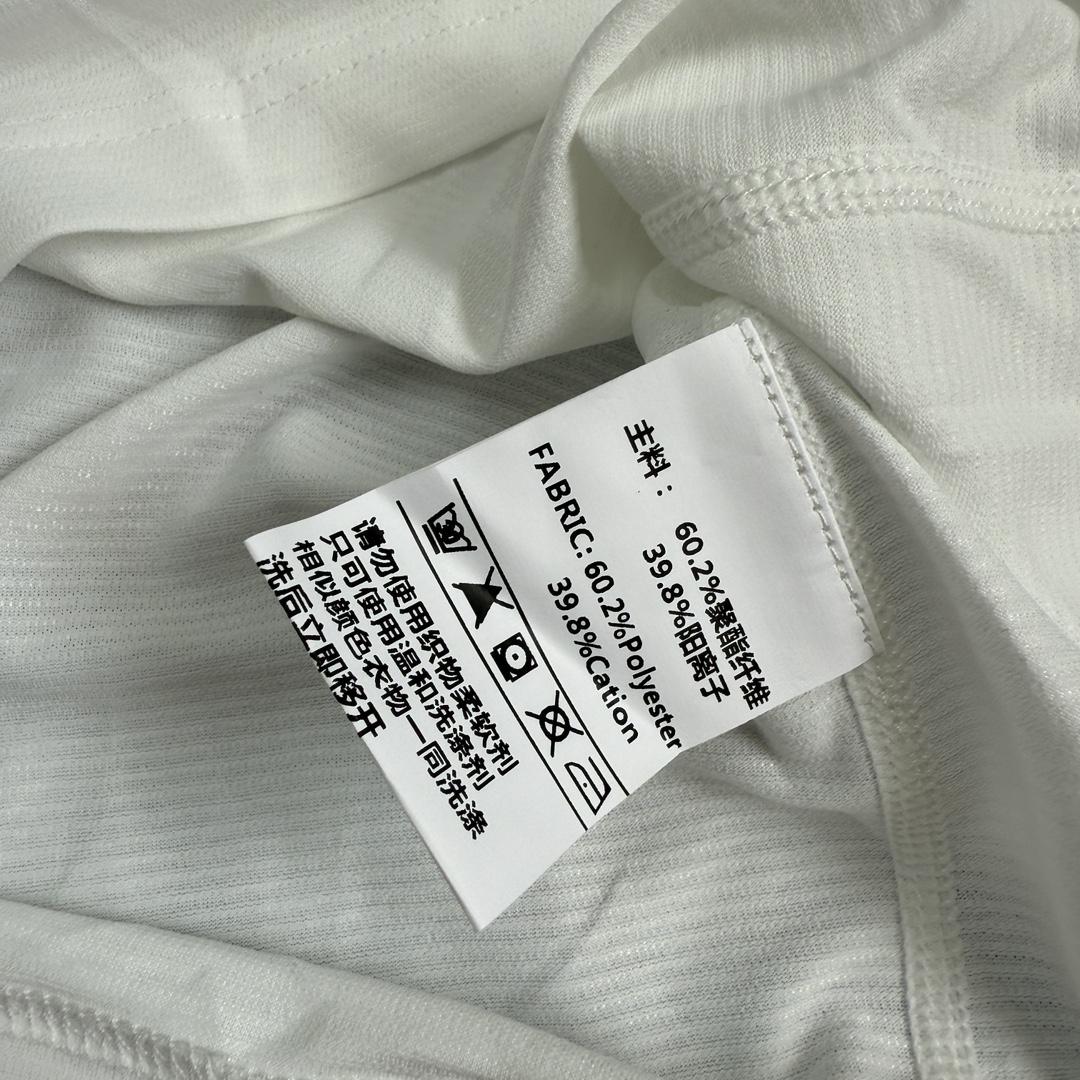 主料： 60.2%聚酯纤维
39.8%阳离子
FABRIC: 60.2%Polyester
39.8%Cation
请勿使用织物柔软剂
只可使用温和洗涤剂
相似颜色衣物一同洗涤
洗后立即移开